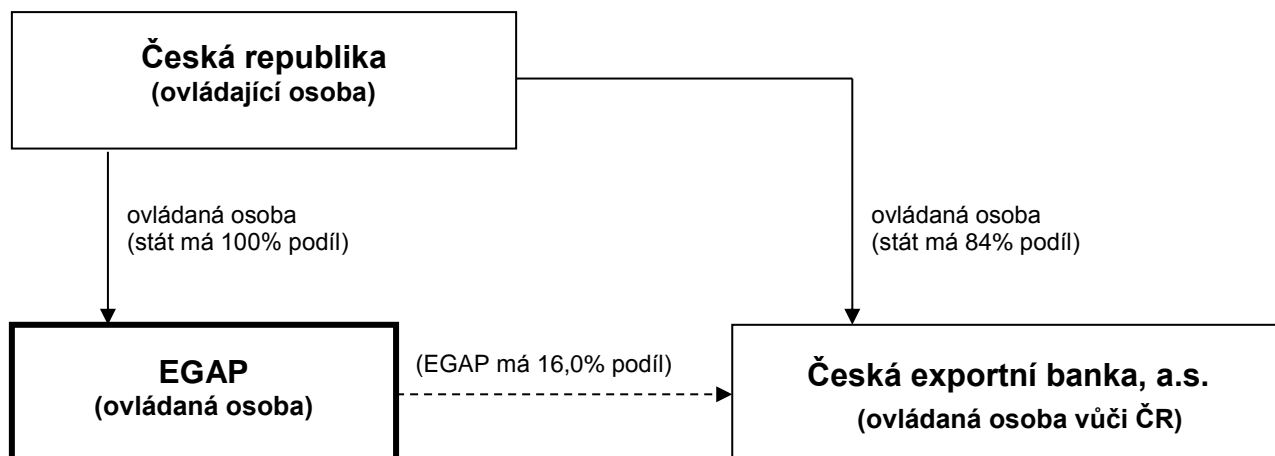 Česká republika
(ovládající osoba)
ovládaná osoba
(stát má 100% podíl)
ovládaná osoba
(stát má 84% podíl)
EGAP
(ovládaná osoba)
(EGAP má 16,0% podíl)
Česká exportní banka, a.s.
(ovládaná osoba vůči ČR)